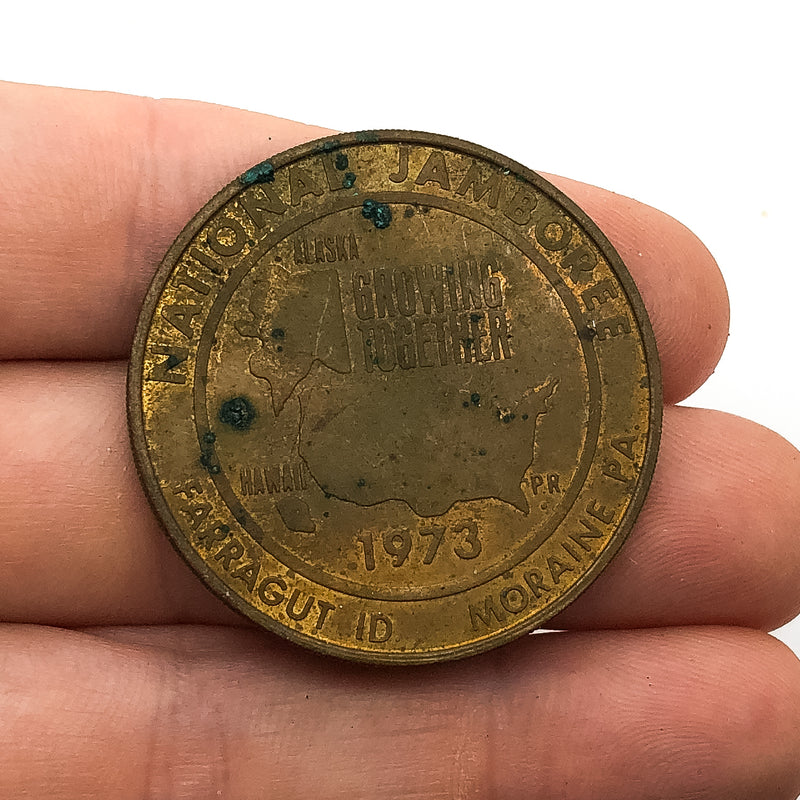 NATIONAL JAMBOREE
ALASKA
GROWING
TOGETHER
HAWAII
P.R.
1973
FARRAGUT ID
MORAINE PA.